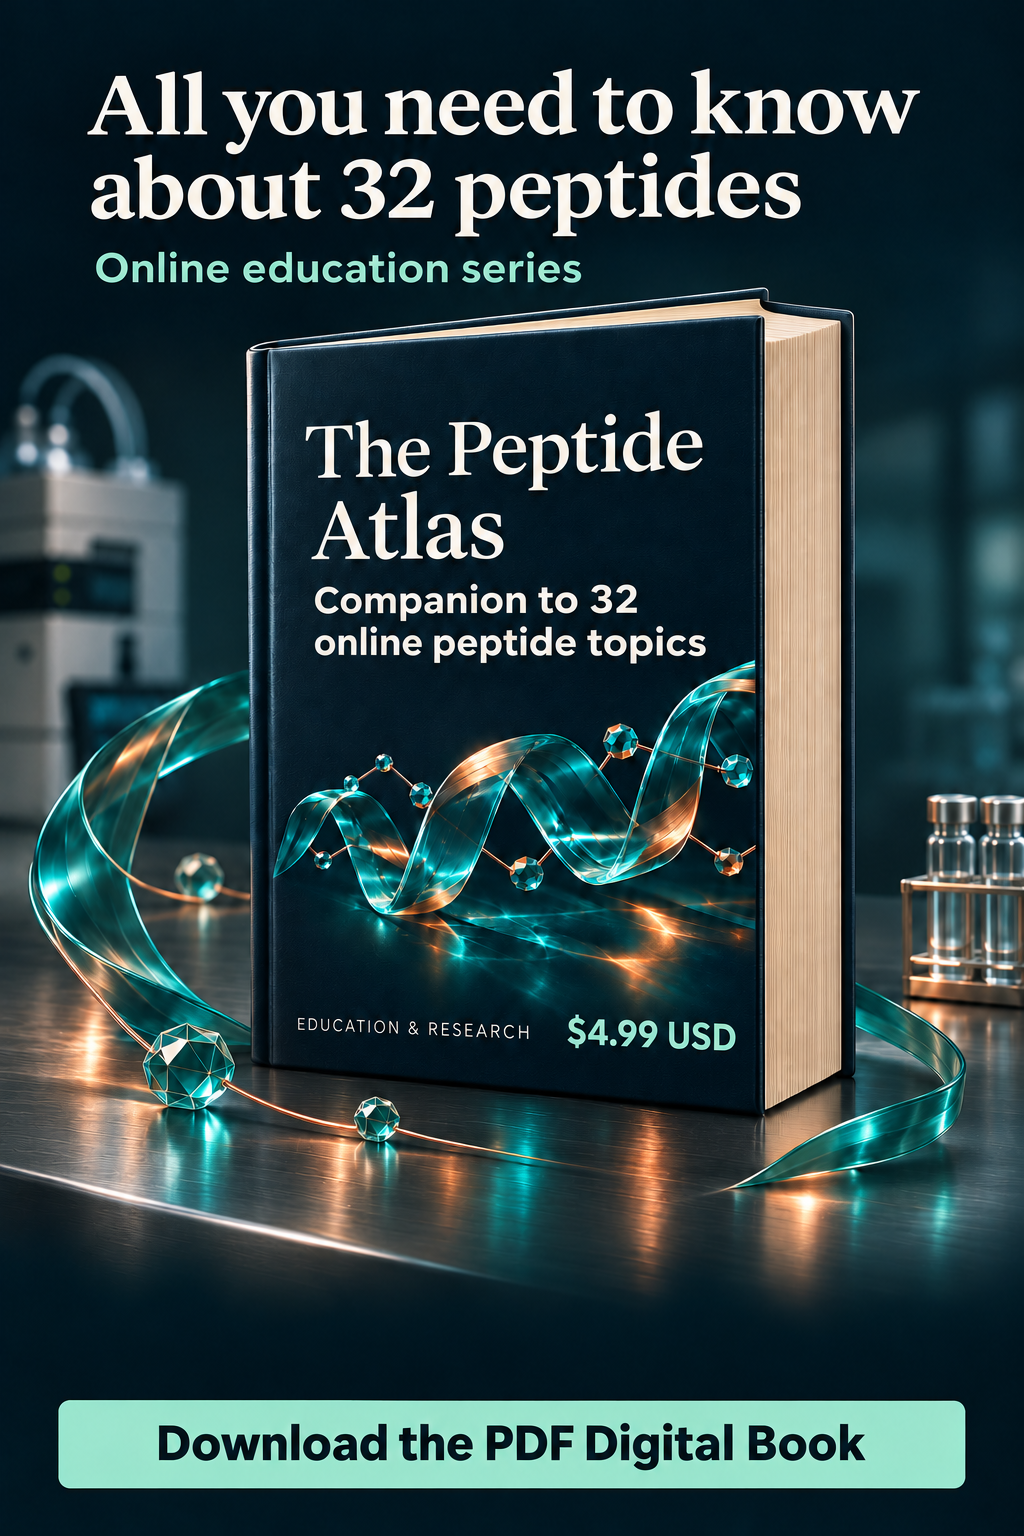 All you need to know
about 32 peptides
Online education series
The Peptide
Atlas
Companion to 32
online peptide topics
EDUCATION & RESEARCH
$4.99 USD
Download the PDF Digital Book